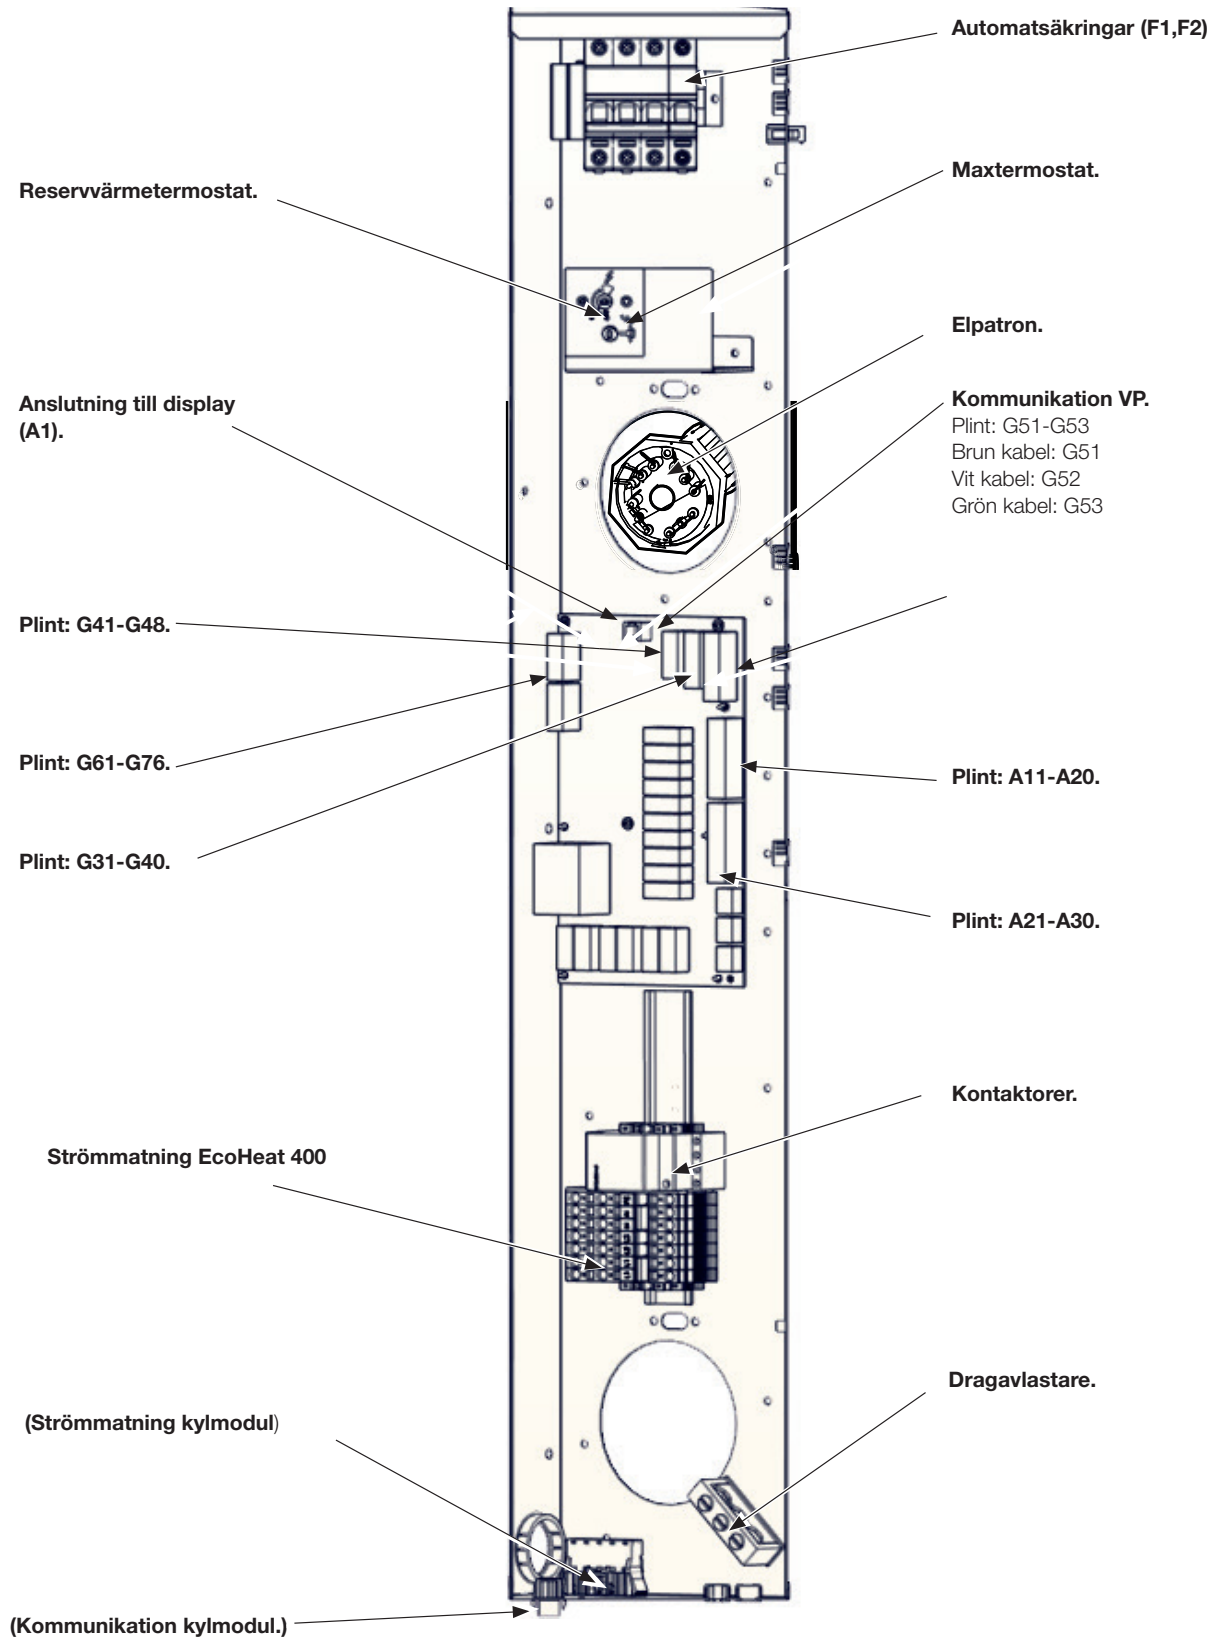 Automatsäkringar (F1,F2)
Maxtermostat.
Reservvärmetermostat.
Elpatron.
Anslutning till display
(A1).
Kommunikation VP.
Plint: G51-G53
Brun kabel: G51
Vit kabel: G52
Grön kabel: G53
Plint: G41-G48.
Plint: G61-G76.
Plint: A11-A20.
Plint: G31-G40.
Plint: A21-A30.
Kontaktorer.
Strömmatning EcoHeat 400
Dragavlastare.
(Strömmatning kylmodul)
(Kommunikation kylmodul.)